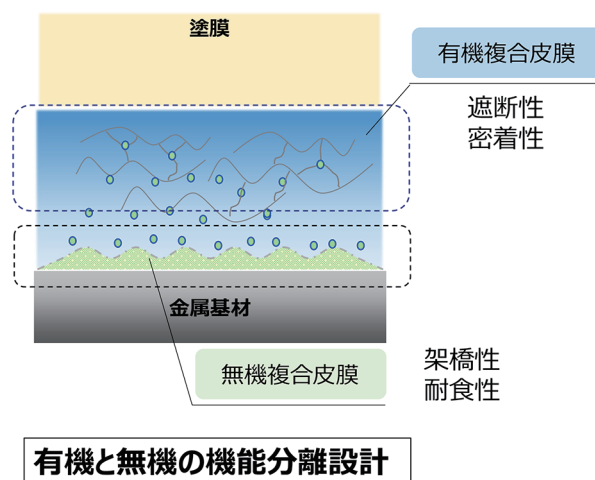 塗膜
有機複合皮膜
遮断性
密着性
金属基材
無機複合皮膜
架橋性
耐食性
有機と無機の機能分離設計